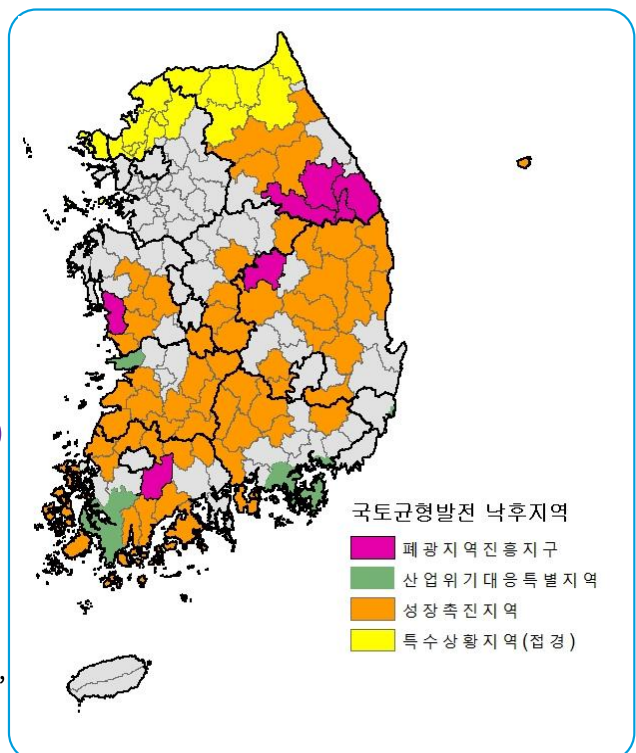 국토균형발전 낙후지역
폐광지역진흥지구
산업위기대응특별지역
성장촉진지역
특수상황지역(접경)